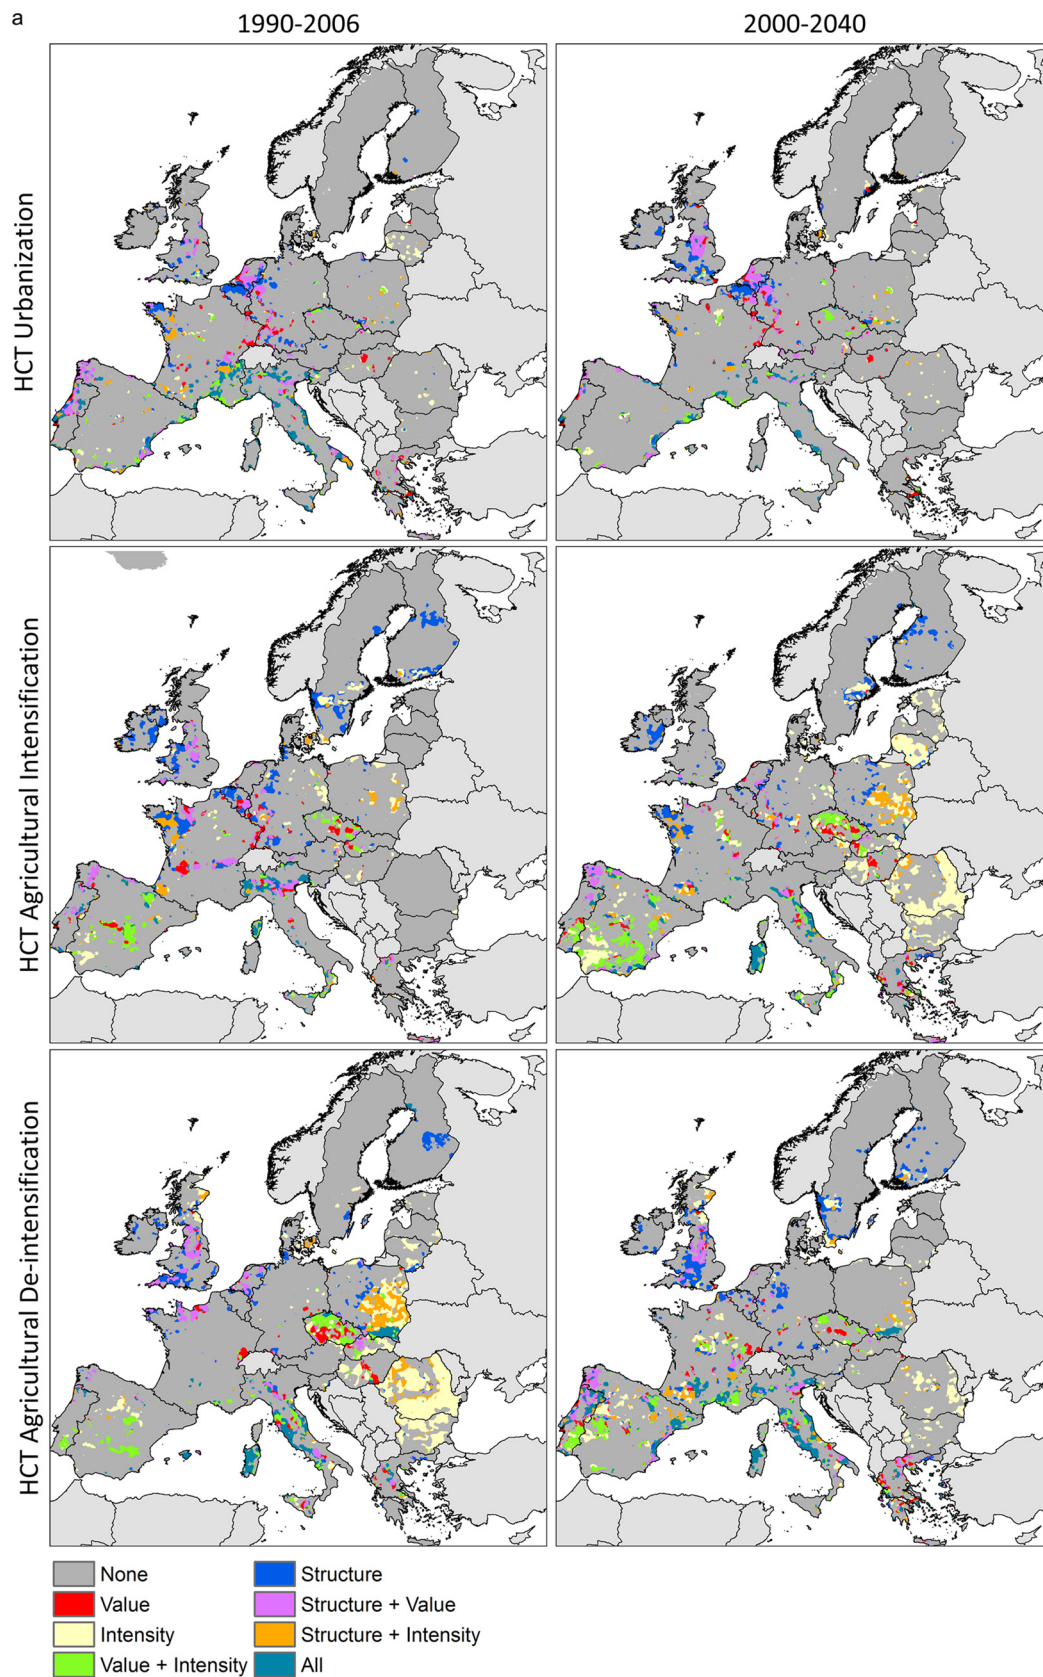 a
1990-2006
2000-2040
HCT Urbanization
HCT Agricultural Intensification
HCT Agricultural De-intensification
None
Value
Intensity
Value + Intensity
Structure
Structure + Value
Structure + Intensity
All